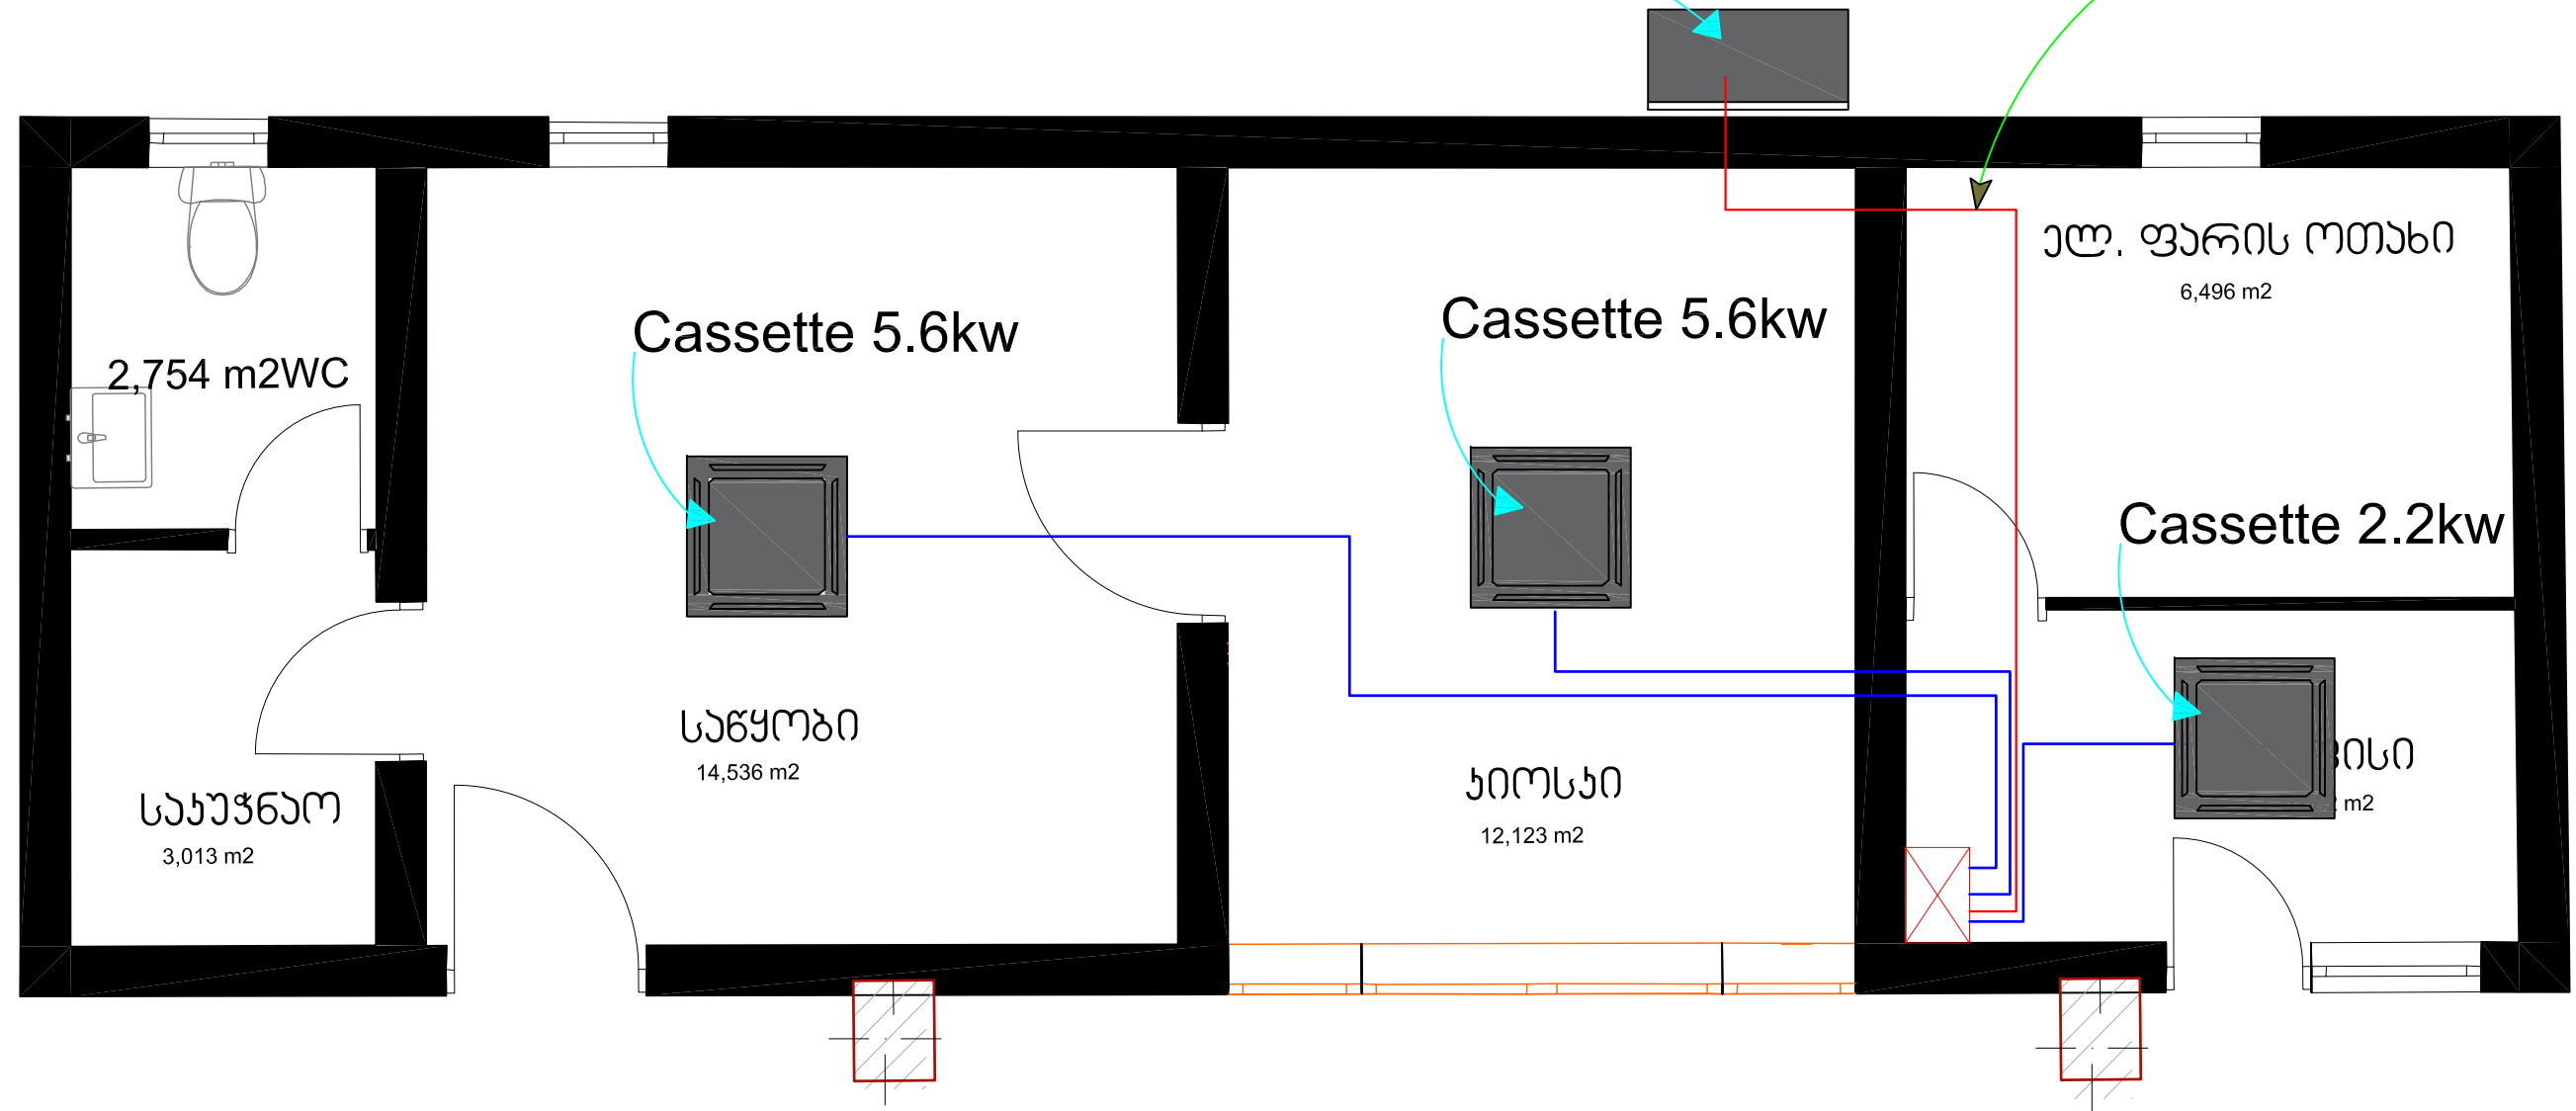 ელ. ფარის ოთახი
6,496 m2
Cassette 5.6kw
Cassette 5.6kw
2,754 m2WC
Cassette 2.2kw
საწყობი
14,536 m2
კიოსკი
12,123 m2
საკუჭნაო
3,013 m2
m2